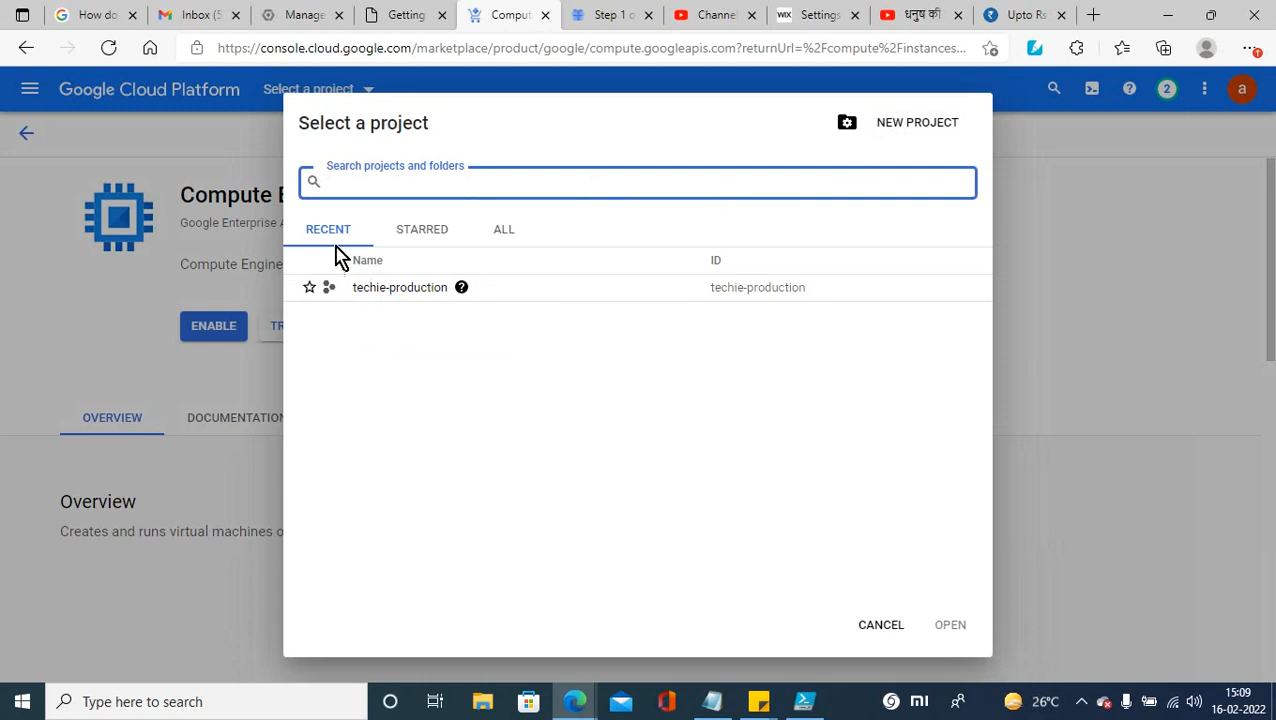 How do
Inbox (5
Manage
Getting
Comput
Step 1 o
Channel
WIX Settings
धनुष की
Upto Rs
https://console.cloud.google.com/marketplace/product/google/compute.googleapis.com?returnUrl=%2Fcompute%2Finstances...
Google Cloud Platform
Select a project
2
a
Select a project
NEW PROJECT
Search projects and folders
RECENT
STARRED
ALL
Name
ID
techie-production
techie-production
CANCEL
OPEN
Compute E
Google Enterprise A
Compute Engine
ENABLE
TR
OVERVIEW
DOCUMENTATION
Overview
Creates and runs virtual machines o
Type here to search
26°C
15:09
16-02-2022